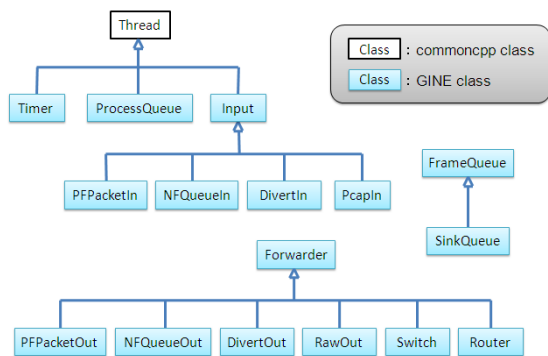 Thread
Class : commoncpp class
Class : GINE class
Timer
ProcessQueue
Input
FrameQueue
PFPacketIn
NFQueueIn
DivertIn
PcapIn
SinkQueue
Forwarder
PFPacketOut
NFQueueOut
DivertOut
RawOut
Switch
Router